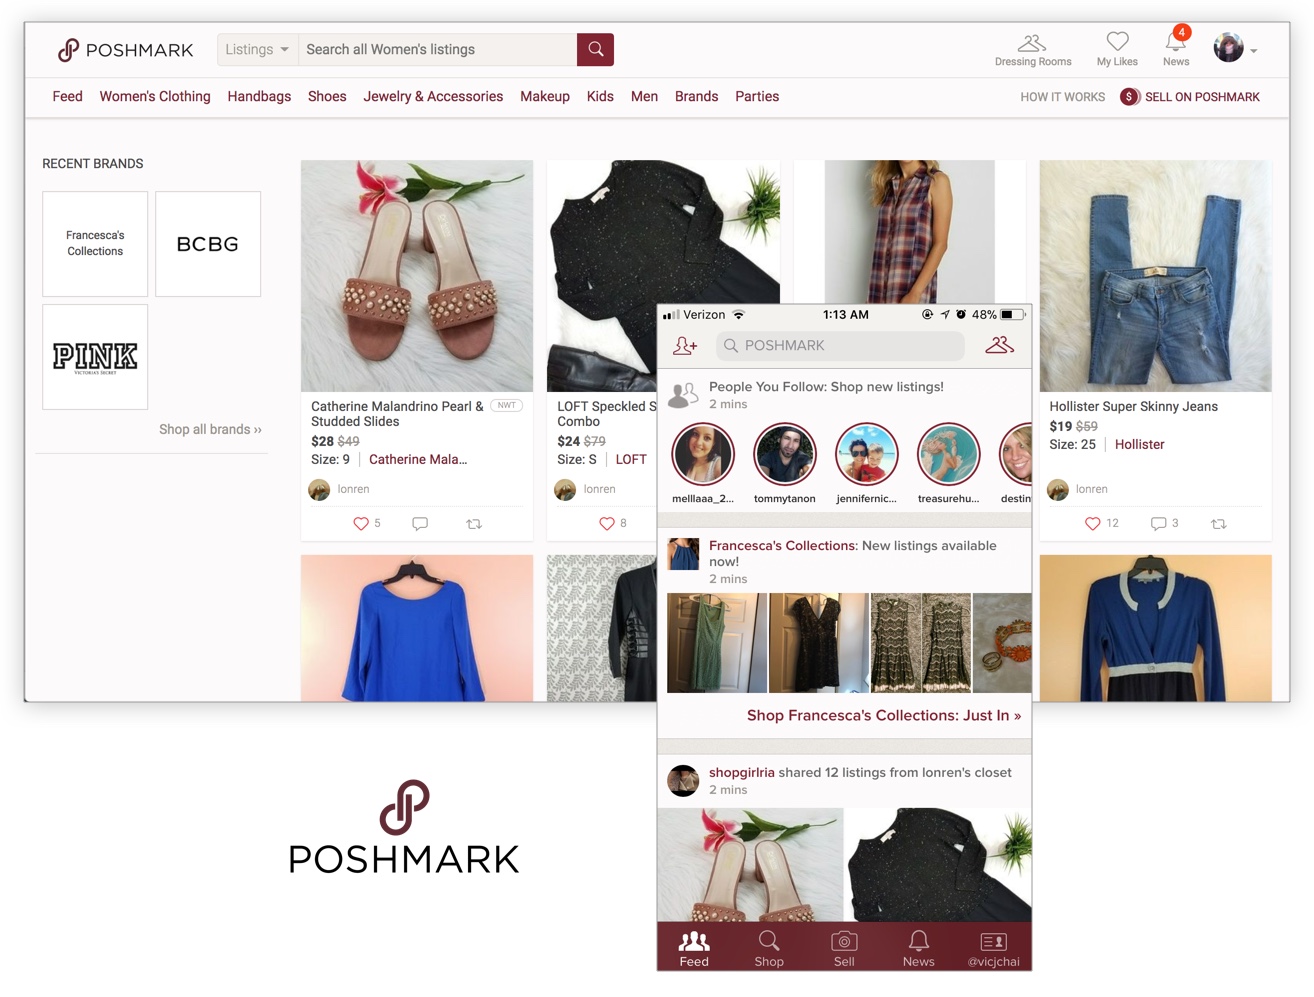 POSHMARK
Listings
Search all Women's listings
Dressing Rooms
My Likes
4
News
Feed
Women's Clothing
Handbags
Shoes
Jewelry & Accessories
Makeup
Kids
Men
Brands
Parties
HOW IT WORKS
$
SELL ON POSHMARK
RECENT BRANDS
Francesca's
Collections
BCBG
PINK
VICTORIA'S SECRET
Shop all brands ››
Catherine Malandrino Pearl &
Studded Slides
NWT
$28 $49
Size: 9
Catherine Mala...
lonren
5
LOFT Speckled S
Combo
$24 $79
Size: S
LOFT
lonren
8
Hollister Super Skinny Jeans
$19 $59
Size: 25
Hollister
lonren
12
3
Verizon
1:13 AM
48%
POSHMARK
People You Follow: Shop new listings!
2 mins
melllaaa_2...
tommytanon
jennifernic...
treasurehu...
destin
Francesca's Collections: New listings available
now!
2 mins
Shop Francesca's Collections: Just In »
shopgirlria shared 12 listings from lonren's closet
2 mins
Feed
Shop
Sell
News
@vicjchai
POSHMARK